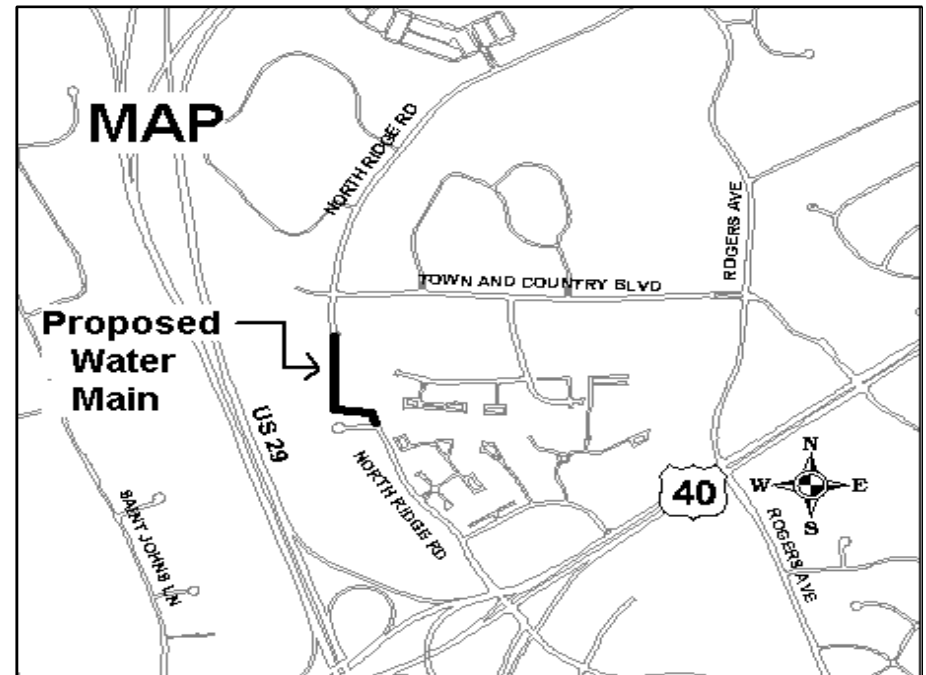 MAP
NORTH RIDGE RD
ROGERS AVE
TOWN AND COUNTRY BLVD
Proposed
Water
Main
US 29
NORTH RIDGE RD
40
N
W
E
S
SAINT JOHNS LN
ROGERS AVE